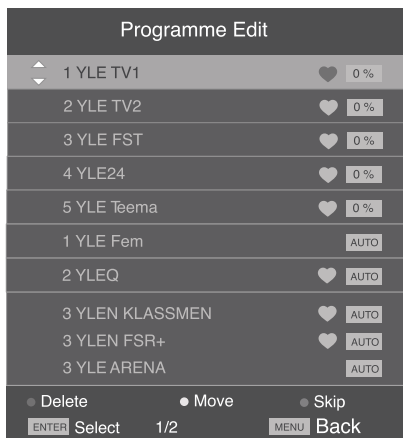 Programme Edit
1 YLE TV1 0 %
2 YLE TV2 0 %
3 YLE FST 0 %
4 YLE24 0 %
5 YLE Teema 0 %
1 YLE Fem AUTO
2 YLEQ AUTO
3 YLEN KLASSMEN AUTO
3 YLEN FSR+ AUTO
3 YLE ARENA AUTO
Delete Move Skip
ENTER Select 1/2 MENU Back